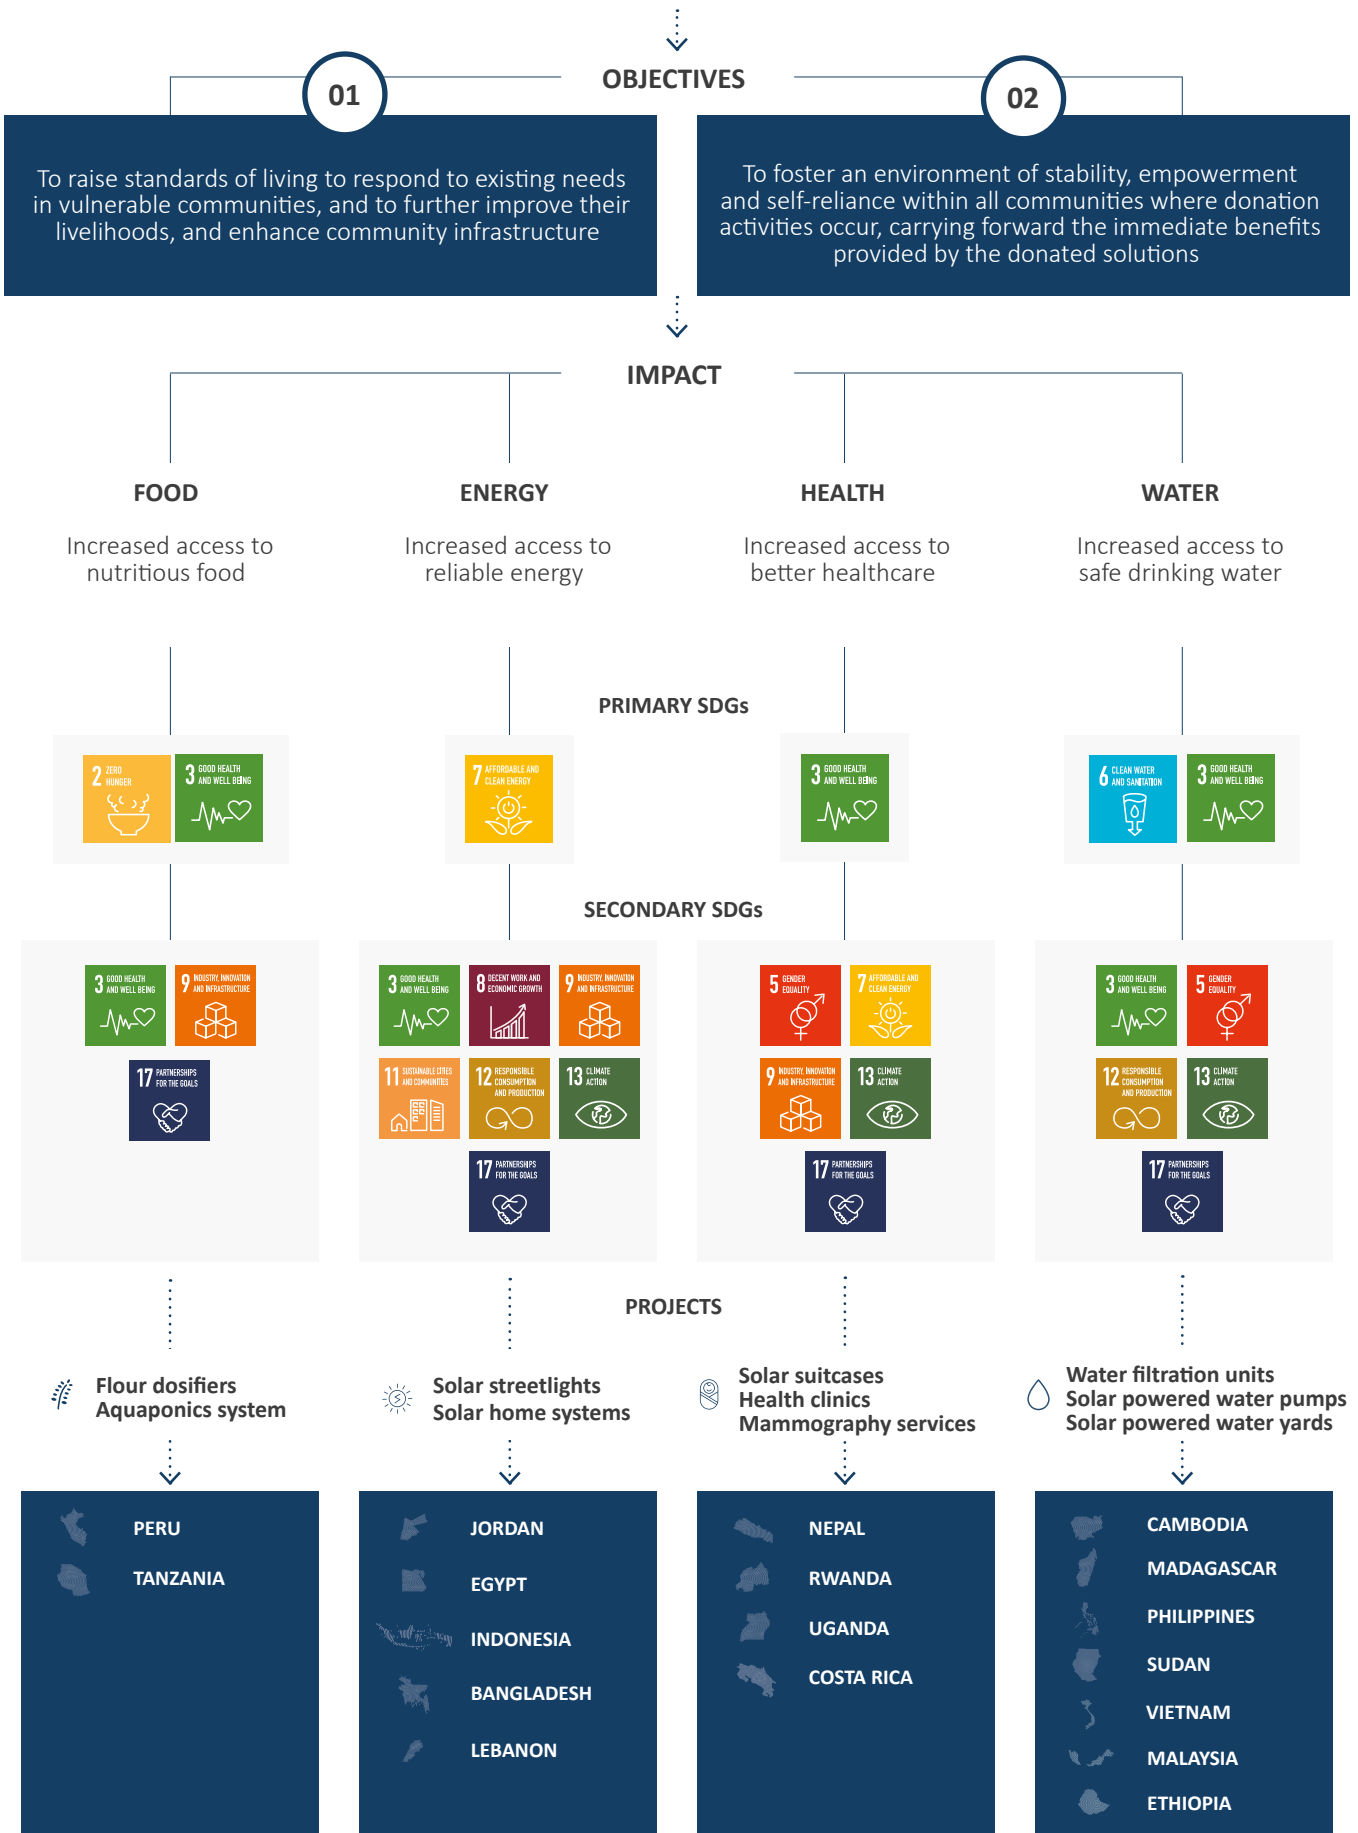 OBJECTIVES
01
To raise standards of living to respond to existing needs
in vulnerable communities, and to further improve their
livelihoods, and enhance community infrastructure
02
To foster an environment of stability, empowerment
and self-reliance within all communities where donation
activities occur, carrying forward the immediate benefits
provided by the donated solutions
IMPACT
FOOD
Increased access to
nutritious food
ENERGY
Increased access to
reliable energy
HEALTH
Increased access to
better healthcare
WATER
Increased access to
safe drinking water
PRIMARY SDGs
2 ZERO
HUNGER
3 GOOD HEALTH
AND WELL BEING
7 AFFORDABLE AND
CLEAN ENERGY
3 GOOD HEALTH
AND WELL BEING
6 CLEAN WATER
AND SANITATION
3 GOOD HEALTH
AND WELL BEING
SECONDARY SDGs
3 GOOD HEALTH
AND WELL BEING
9 INDUSTRY, INNOVATION
AND INFRASTRUCTURE
17 PARTNERSHIPS
FOR THE GOALS
3 GOOD HEALTH
AND WELL BEING
8 DECENT WORK AND
ECONOMIC GROWTH
9 INDUSTRY, INNOVATION
AND INFRASTRUCTURE
11 SUSTAINABLE CITIES
AND COMMUNITIES
12 RESPONSIBLE
CONSUMPTION
AND PRODUCTION
13 CLIMATE
ACTION
17 PARTNERSHIPS
FOR THE GOALS
5 GENDER
EQUALITY
7 AFFORDABLE AND
CLEAN ENERGY
9 INDUSTRY, INNOVATION
AND INFRASTRUCTURE
13 CLIMATE
ACTION
17 PARTNERSHIPS
FOR THE GOALS
3 GOOD HEALTH
AND WELL BEING
5 GENDER
EQUALITY
12 RESPONSIBLE
CONSUMPTION
AND PRODUCTION
13 CLIMATE
ACTION
17 PARTNERSHIPS
FOR THE GOALS
PROJECTS
Flour dosifiers
Aquaponics system
Solar streetlights
Solar home systems
Solar suitcases
Health clinics
Mammography services
Water filtration units
Solar powered water pumps
Solar powered water yards
PERU
TANZANIA
JORDAN
EGYPT
INDONESIA
BANGLADESH
LEBANON
NEPAL
RWANDA
UGANDA
COSTA RICA
CAMBODIA
MADAGASCAR
PHILIPPINES
SUDAN
VIETNAM
MALAYSIA
ETHIOPIA